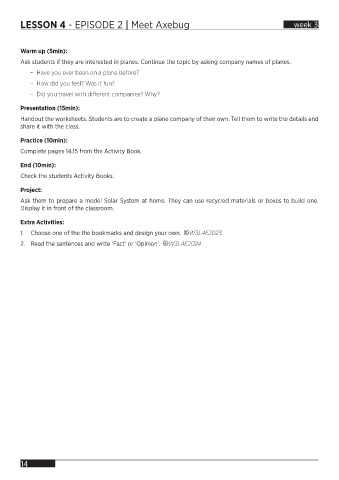 LESSON 4 - EPISODE 2 | Meet Axebug
week 3
Warm up (5min):
Ask students if they are interested in planes. Continue the topic by asking company names of planes.
- Have you ever been on a plane before?
- How did you feel? Was it fun?
- Did you travel with different companies? Why?
Presentation (15min):
Handout the worksheets. Students are to create a plane company of their own. Tell them to write the details and
share it with the class.
Practice (10min):
Complete pages 14,15 from the Activity Book.
End (10min):
Check the students Activity Books.
Project:
Ask them to prepare a model Solar System at home. They can use recycled materials or boxes to build one.
Display it in front of the classroom.
Extra Activities:
1. Choose one of the the bookmarks and design your own. WSL4E2023
2. Read the sentences and write 'Fact' or 'Opinion'. WSL4E2024
14